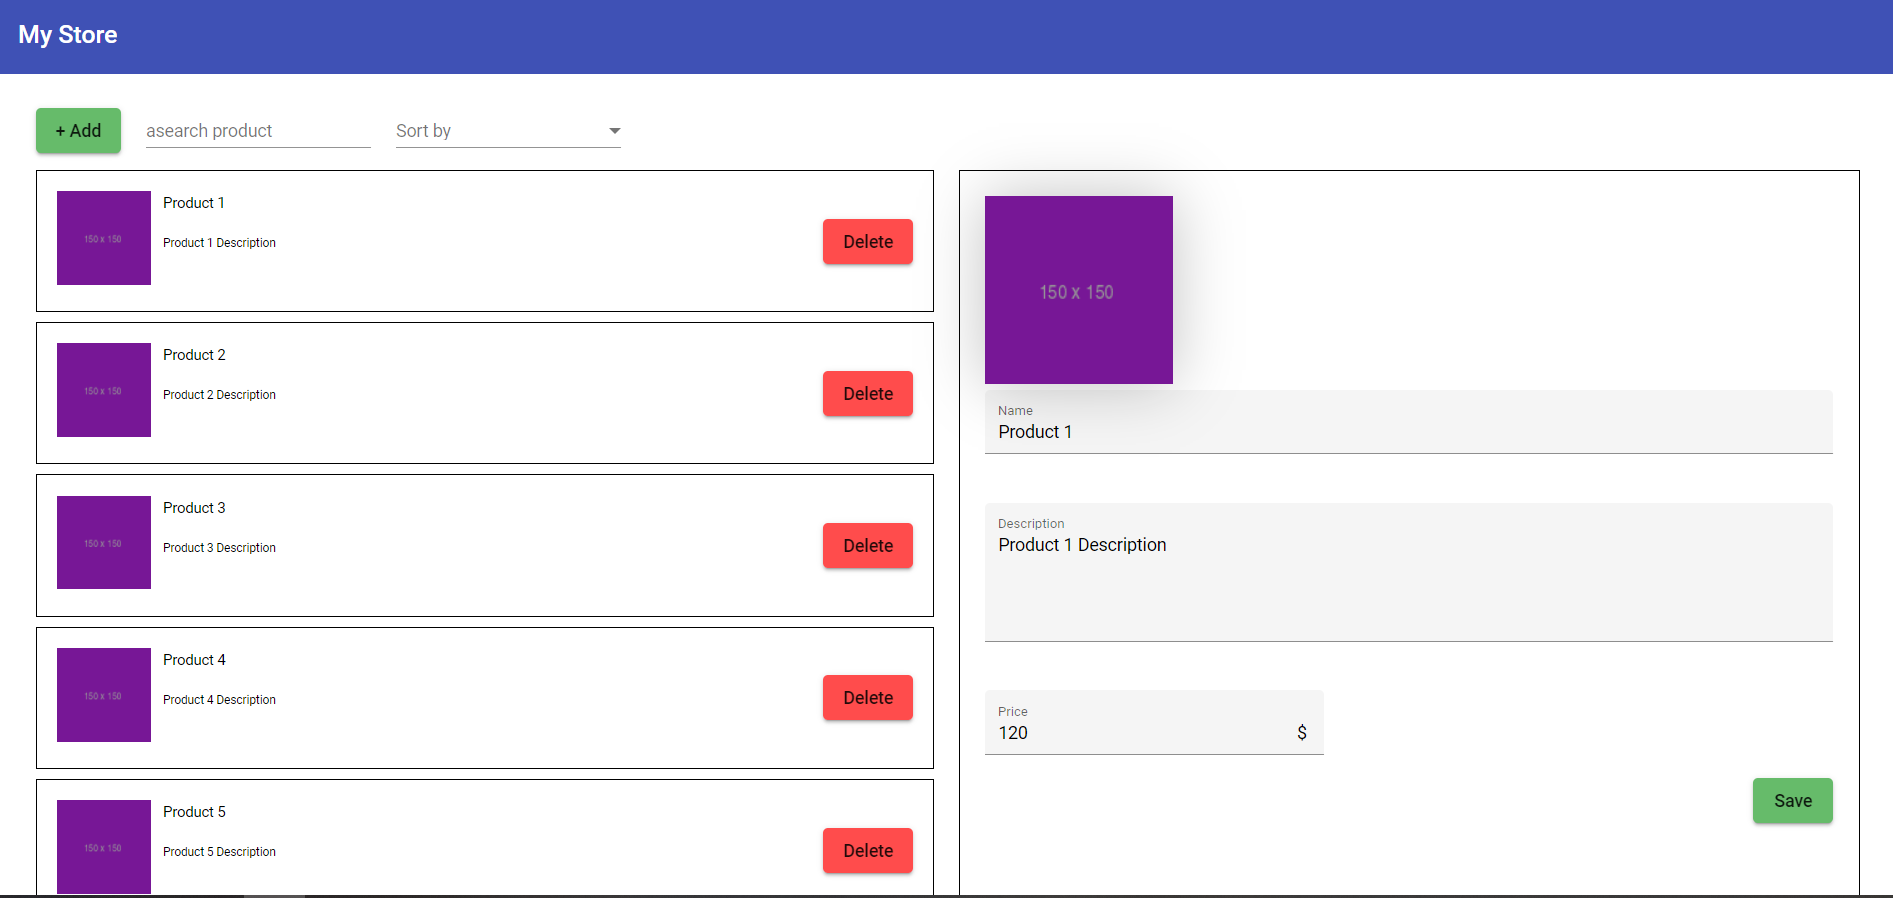 My Store
+ Add
asearch product
Sort by
150 x 150
Product 1
Product 1 Description
Delete
150 x 150
Product 2
Product 2 Description
Delete
150 x 150
Product 3
Product 3 Description
Delete
150 x 150
Product 4
Product 4 Description
Delete
150 x 150
Product 5
Product 5 Description
Delete
150 x 150
Name
Product 1
Description
Product 1 Description
Price
120 $
Save